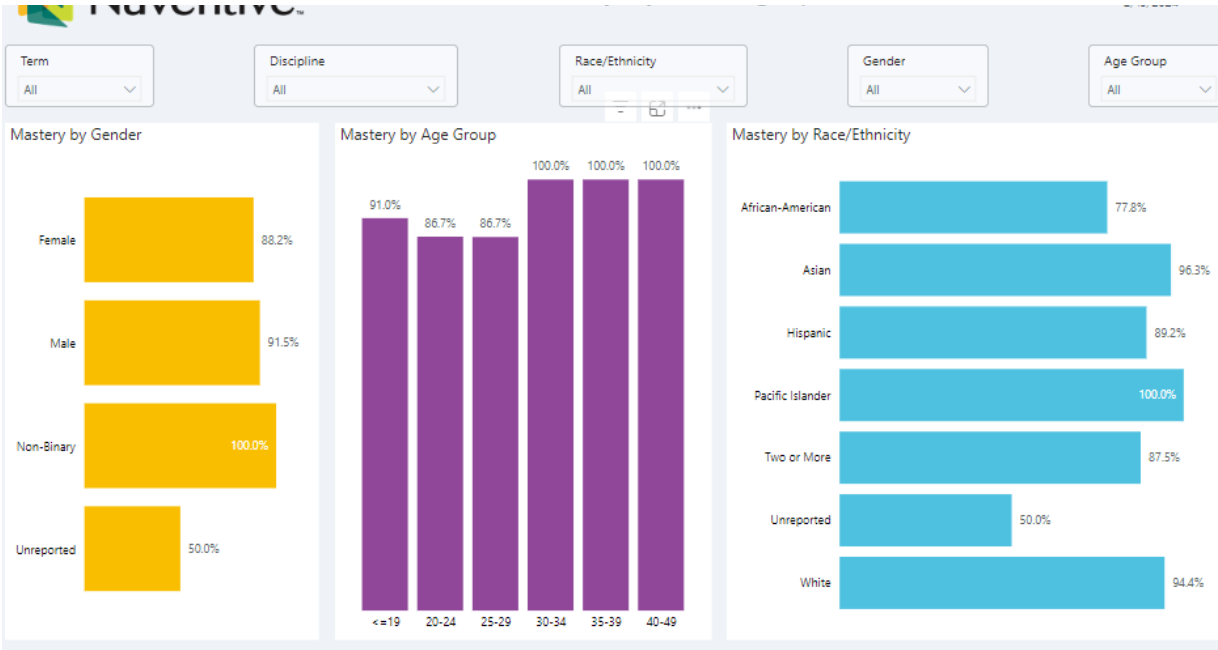 Nuventive
Term
All
Discipline
All
Race/Ethnicity
All
Gender
All
Age Group
All
Mastery by Gender
Female
88.2%
Male
91.5%
Non-Binary
100.0%
Unreported
50.0%
Mastery by Age Group
91.0%
86.7%
86.7%
100.0%
100.0%
100.0%
<=19
20-24
25-29
30-34
35-39
40-49
Mastery by Race/Ethnicity
African-American
77.8%
Asian
96.3%
Hispanic
89.2%
Pacific Islander
100.0%
Two or More
87.5%
Unreported
50.0%
White
94.4%